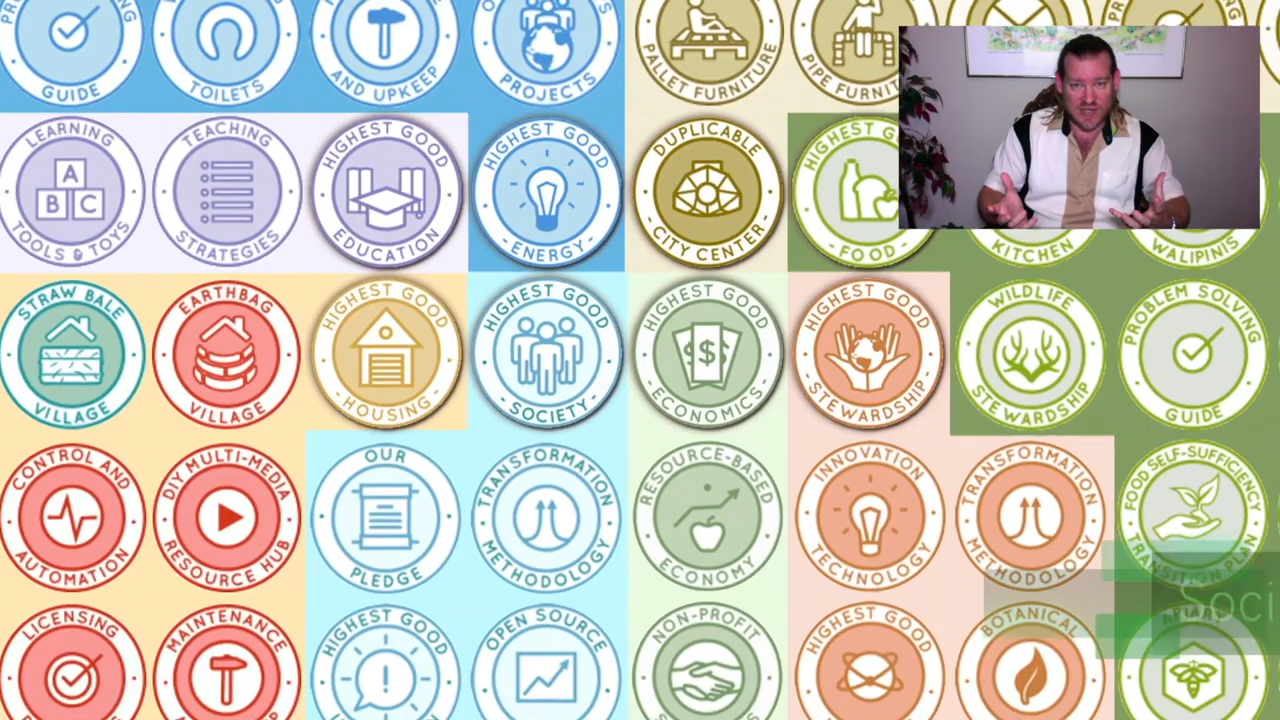 GUIDE
TOILETS
AND UPKEEP
PROJECTS
PALLET FURNITURE
PIPE
LEARNING
TOOLS & TOYS
A
B C
TEACHING
STRATEGIES
HIGHEST GOOD
EDUCATION
HIGHEST GOOD
- ENERGY -
DUPLICABLE
- CITY CENTER -
HIGHEST
- FOOD -
KITCHEN
WALIPINIS
STRAW BALE
VILLAGE
EARTHBAG
VILLAGE
HIGHEST GOOD
- HOUSING -
HIGHEST GOOD
- SOCIETY -
HIGHEST GOOD
$ $ $
- ECONOMICS -
HIGHEST GOOD
STEWARDSHIP
WILDLIFE
STEWARDSHIP
PROBLEM SOLVING
GUIDE
CONTROL AND
AUTOMATION
DIY MULTI-MEDIA
RESOURCE HUB
OUR
PLEDGE
TRANSFORMATION
METHODOLOGY
RESOURCE-BASED
ECONOMY
INNOVATION
TECHNOLOGY
TRANSFORMATION
METHODOLOGY
FOOD SELF-SUFFICIENCY
TRANSITION PLAN
Soci
LICENSING
MAINTENANCE
HIGHEST GOOD
OPEN SOURCE
NON-PROFIT
HIGHEST GOOD
BOTANICAL